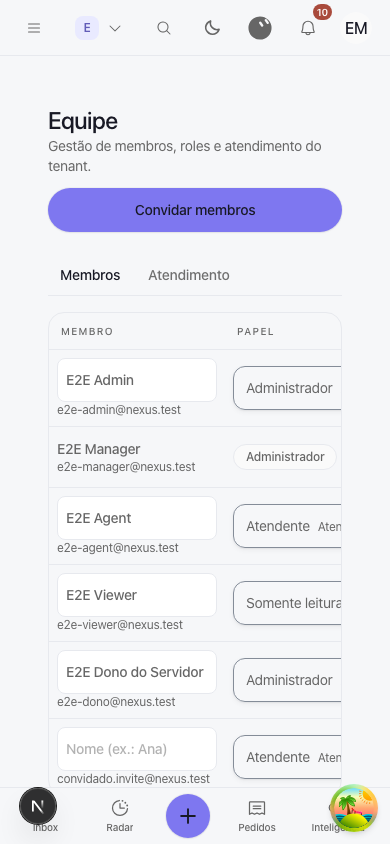 E
10
EM
Equipe
Gestão de membros, roles e atendimento do
tenant.
Convidar membros
Membros Atendimento
MEMBRO PAPEL
E2E Admin
e2e-admin@nexus.test
Administrador
E2E Manager
e2e-manager@nexus.test
Administrador
E2E Agent
e2e-agent@nexus.test
Atendente Aten
E2E Viewer
e2e-viewer@nexus.test
Somente leitura
E2E Dono do Servidor
e2e-dono@nexus.test
Administrador
Nome (ex.: Ana)
convidado.invite@nexus.test
Atendente Aten
N
Inbox Radar Pedidos